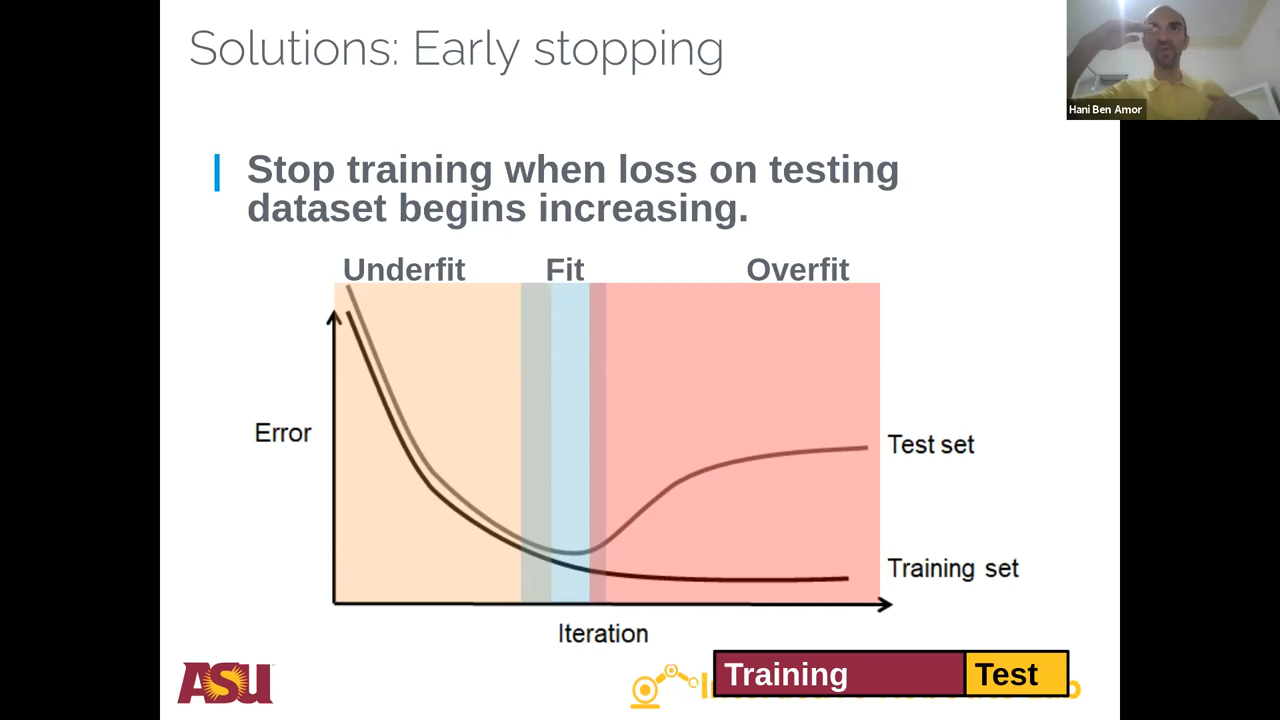 Solutions: Early stopping
Hani Ben Amor
Stop training when loss on testing
dataset begins increasing.
Underfit Fit Overfit
Error
Test set
Training set
Iteration
ASU
Training Test